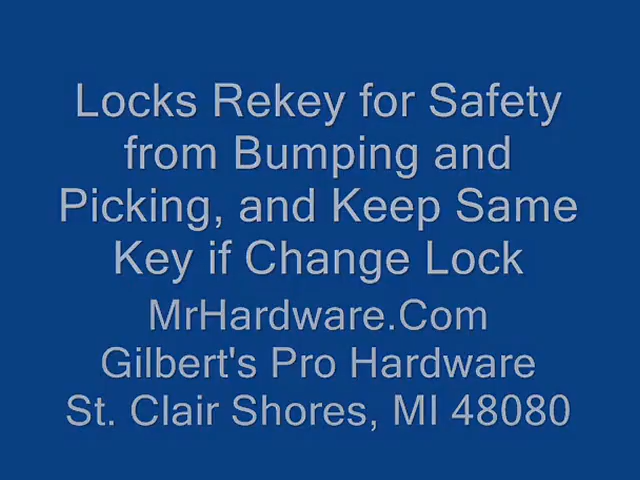 Locks Rekey for Safety
from Bumping and
Picking, and Keep Same
Key if Change Lock
MrHardware.Com
Gilbert's Pro Hardware
St. Clair Shores, MI 48080